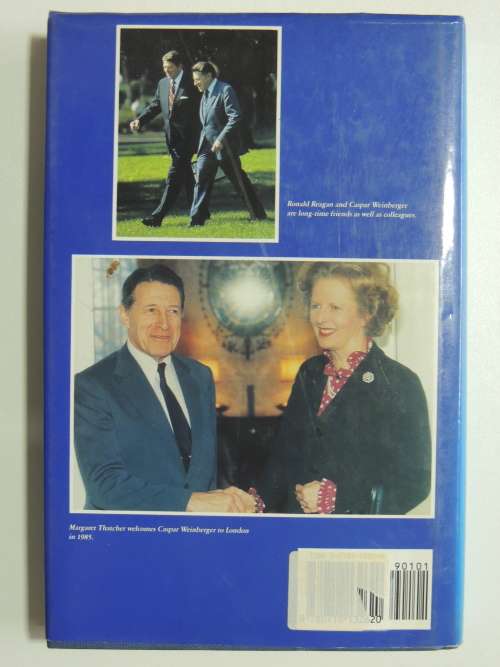 Ronald Reagan and Caspar Weinberger
are long-time friends as well as colleagues.
Margaret Thatcher welcomes Caspar Weinberger to London
in 1985.
90101